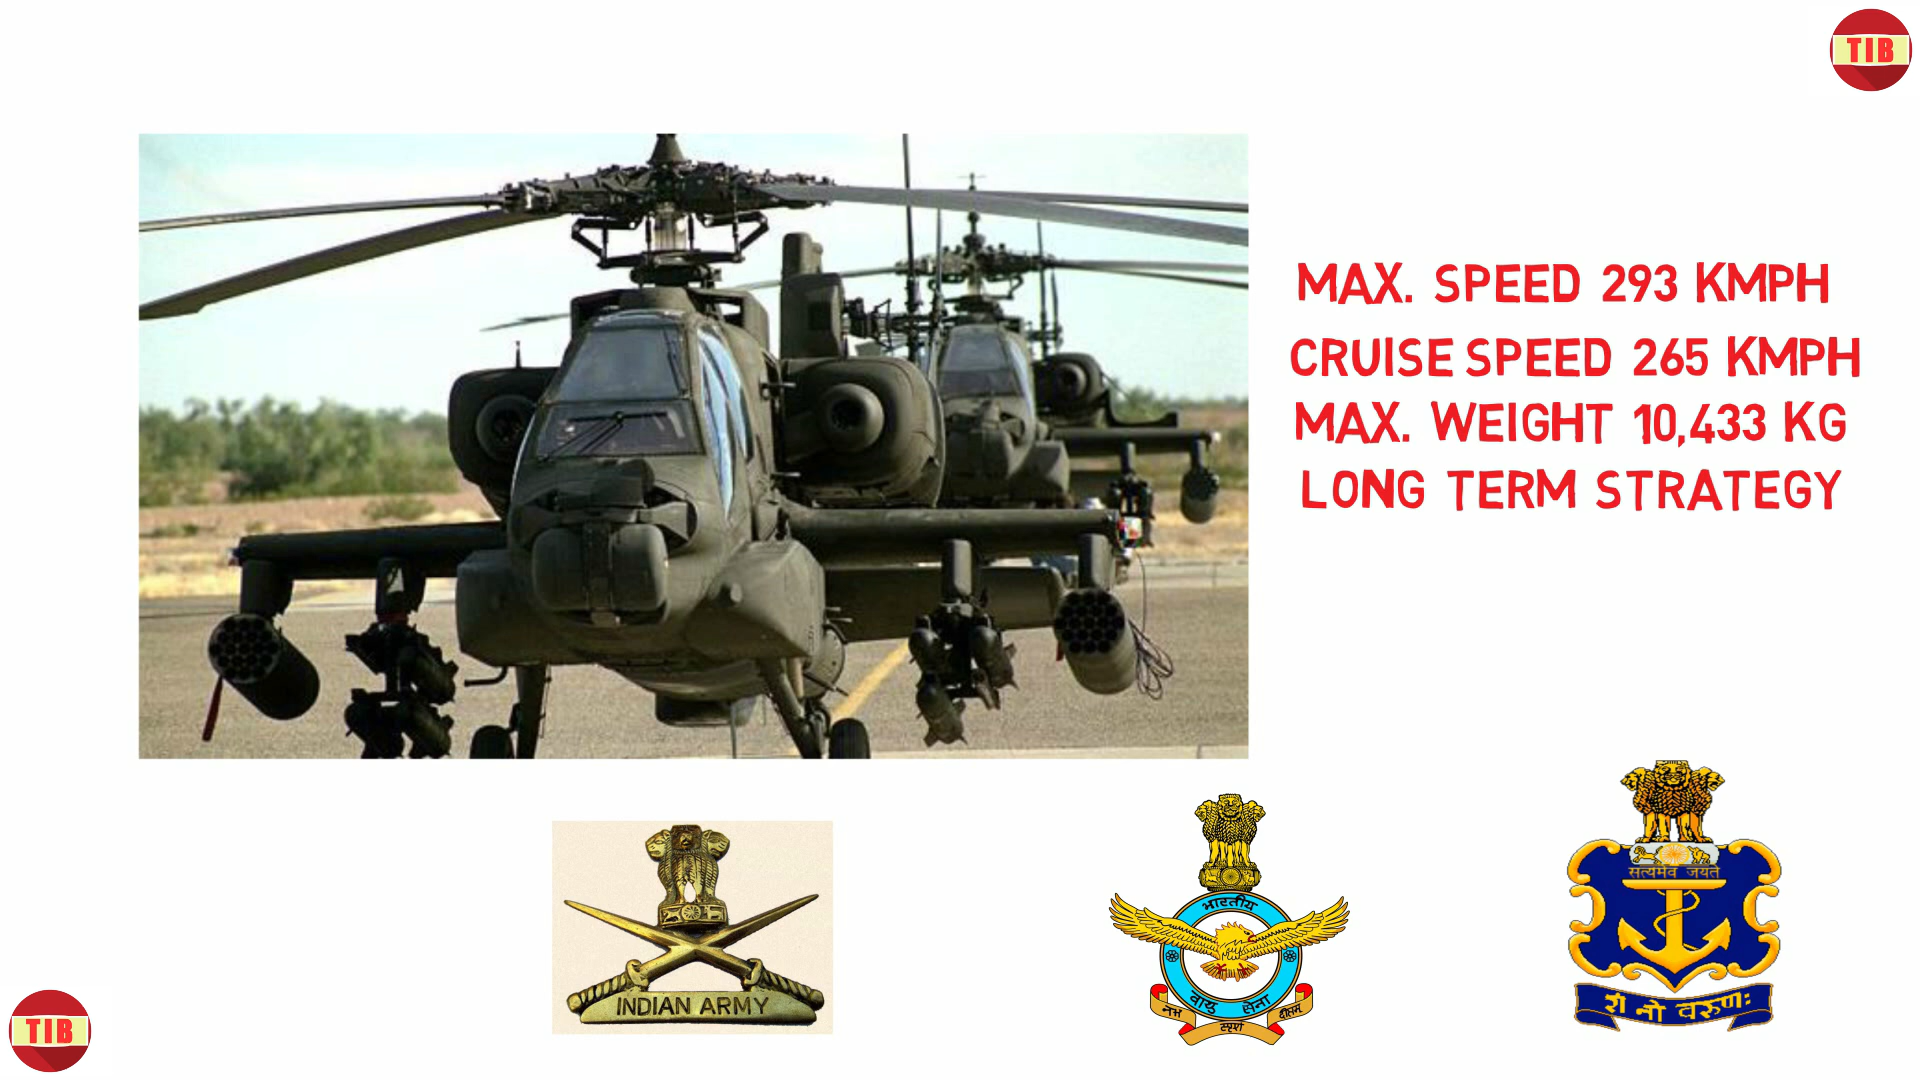 TIB
MAX. SPEED 293 KMPH
CRUISE SPEED 265 KMPH
MAX. WEIGHT 10,433 KG
LONG TERM STRATEGY
INDIAN ARMY
भारतीय
वायु सेना
नभ स्पृशं दीप्तम
सत्यमेव जयते
शं नो वरुणः
TIB